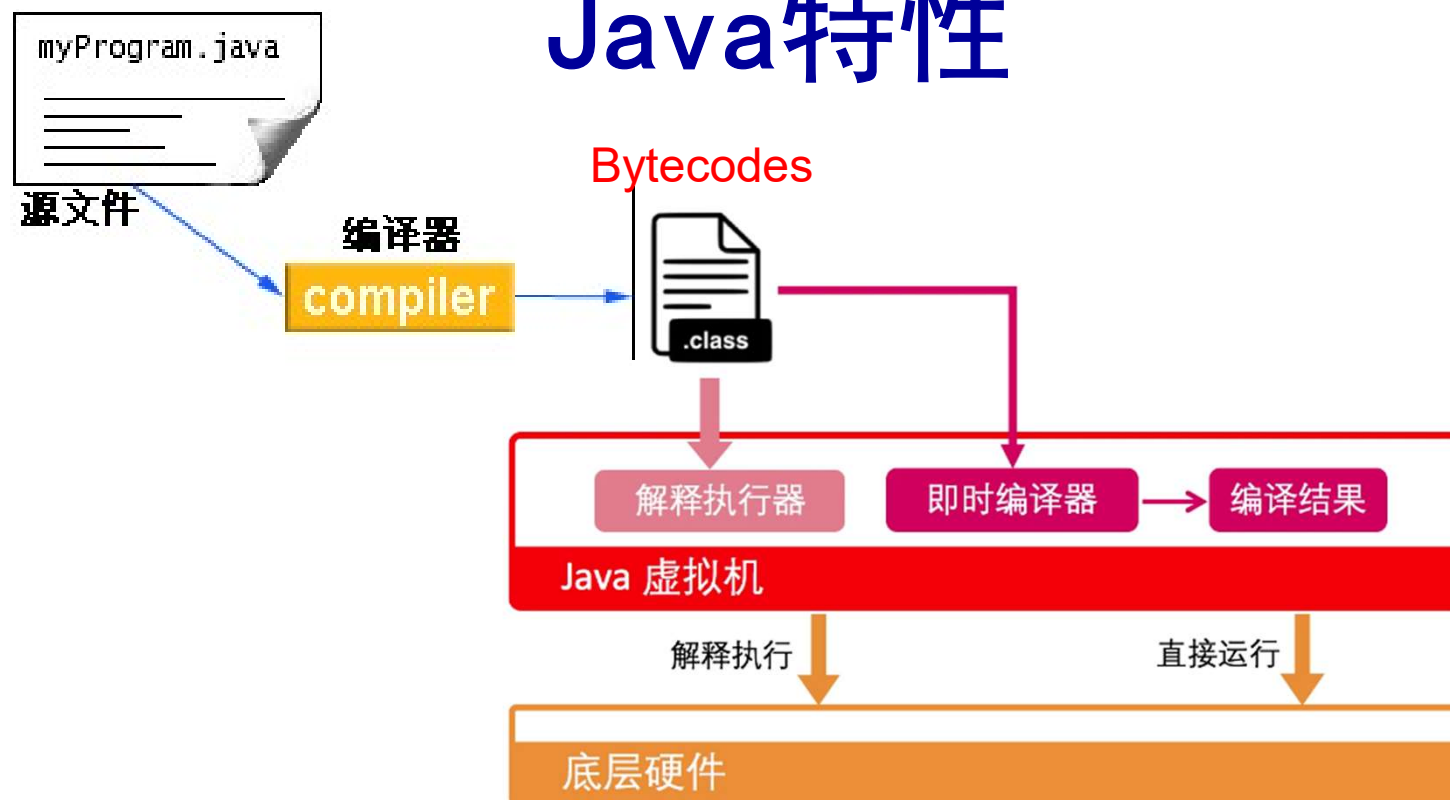 Java特性
myProgram.java
源文件
编译器
compiler
Bytecodes
.class
解释执行器
即时编译器
编译结果
Java 虚拟机
解释执行
直接运行
底层硬件